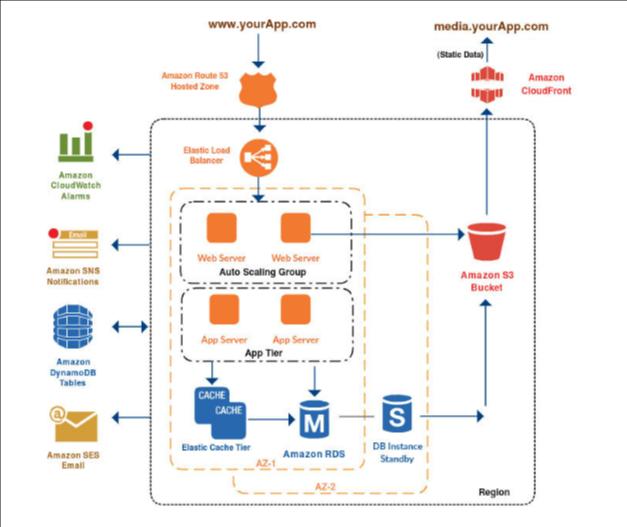 www.yourApp.com
media.yourApp.com
(Static Data)
Amazon Route 53
Hosted Zone
Amazon
CloudFront
Elastic Load
Balancer
Amazon
CloudWatch
Alarms
Web Server
Web Server
Auto Scaling Group
Email
Amazon SNS
Notifications
Amazon S3
Bucket
App Server
App Server
App Tier
Amazon
DynamoDB
Tables
CACHE
CACHE
Elastic Cache Tier
M
Amazon RDS
S
DB Instance
Standby
@
Amazon SES
Email
AZ-1
AZ-2
Region